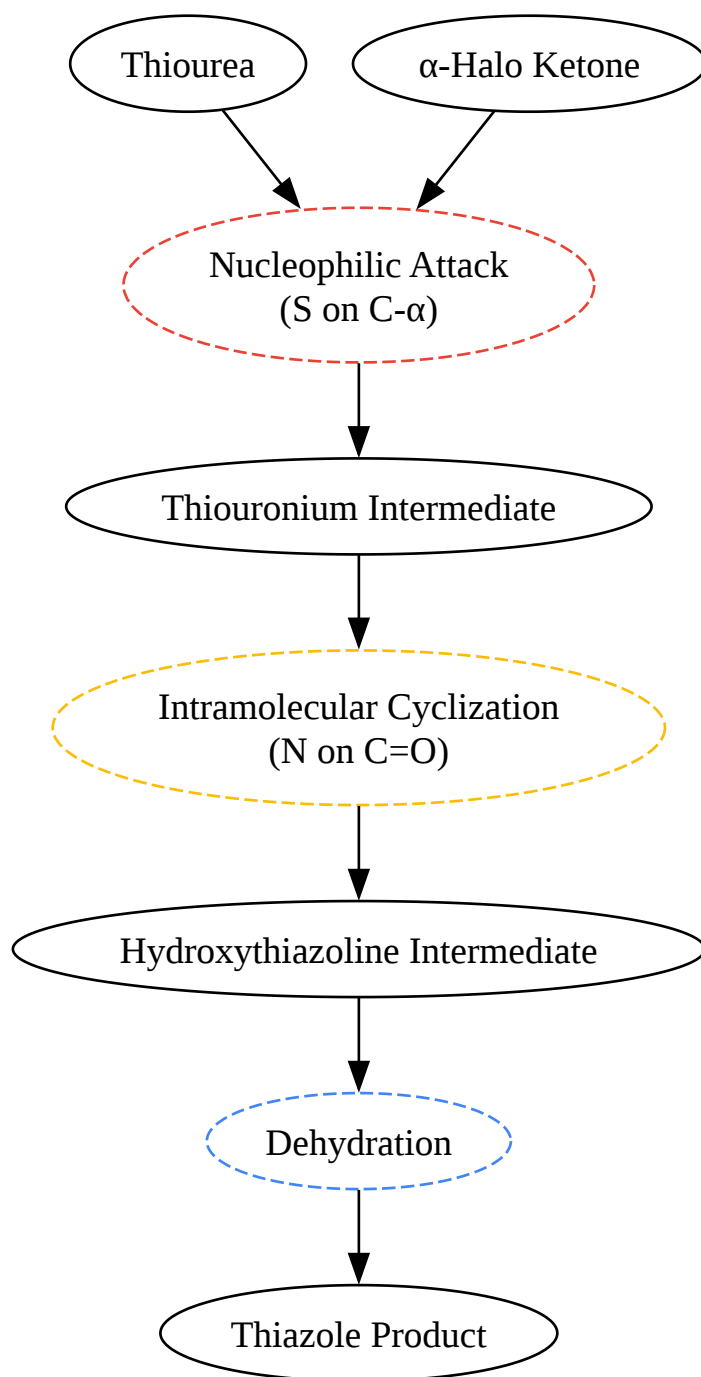 Thiourea
α-Halo Ketone
Nucleophilic Attack
(S on C-α)
Thiouronium Intermediate
Intramolecular Cyclization
(N on C=O)
Hydroxythiazoline Intermediate
Dehydration
Thiazole Product